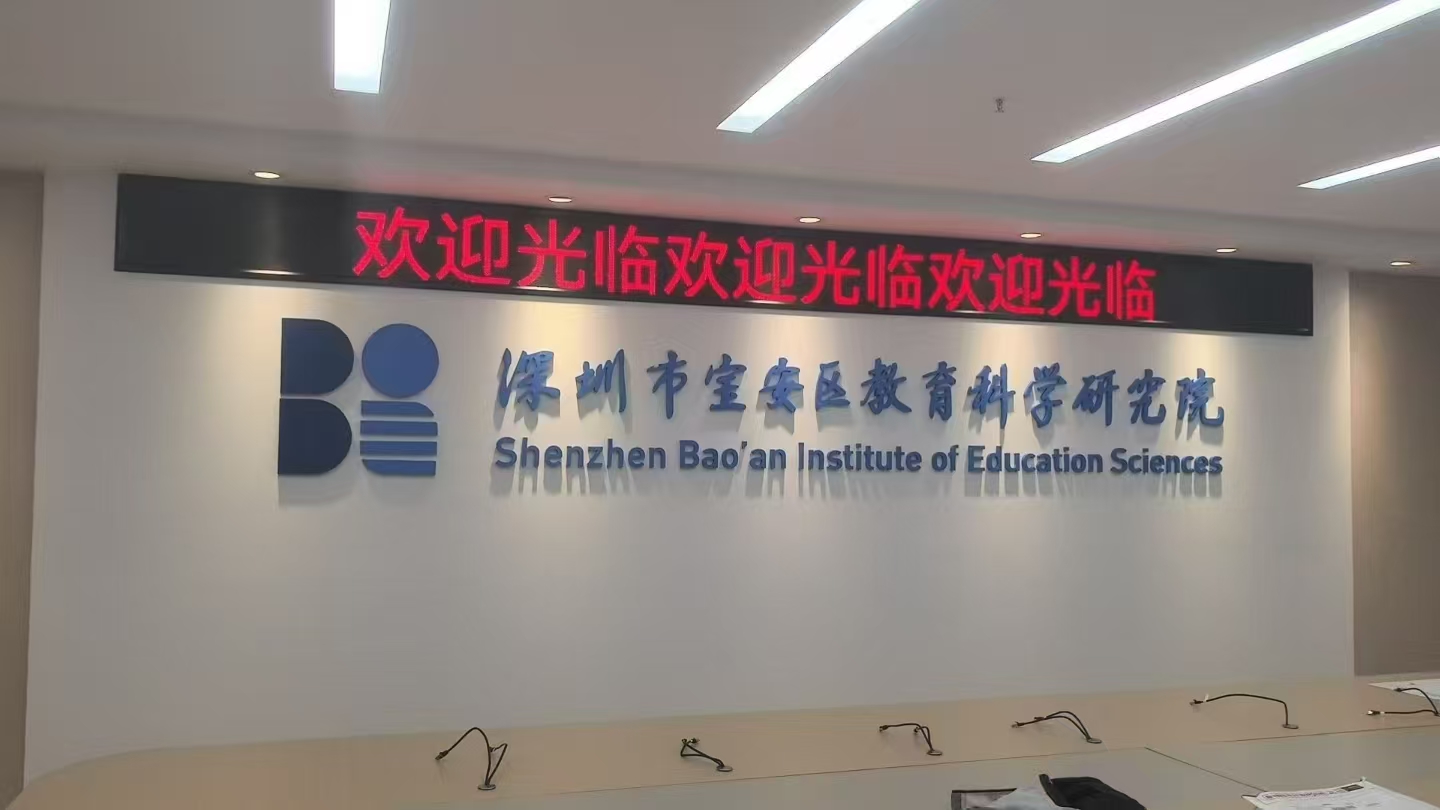 欢迎光临欢迎光临欢迎光临
深圳市宝安区教育科学研究院
Shenzhen Bao'an Institute of Education Sciences